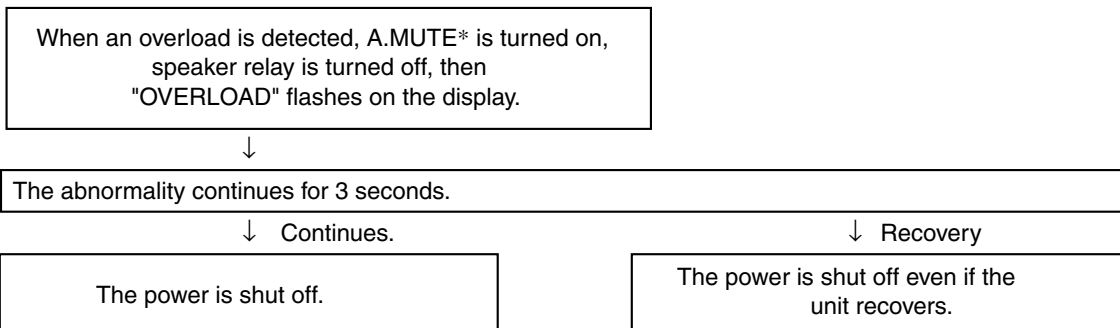 When an overload is detected, A.MUTE* is turned on,
speaker relay is turned off, then
"OVERLOAD" flashes on the display.
↓
The abnormality continues for 3 seconds.
↓ Continues.
↓ Recovery
The power is shut off.
The power is shut off even if the
unit recovers.